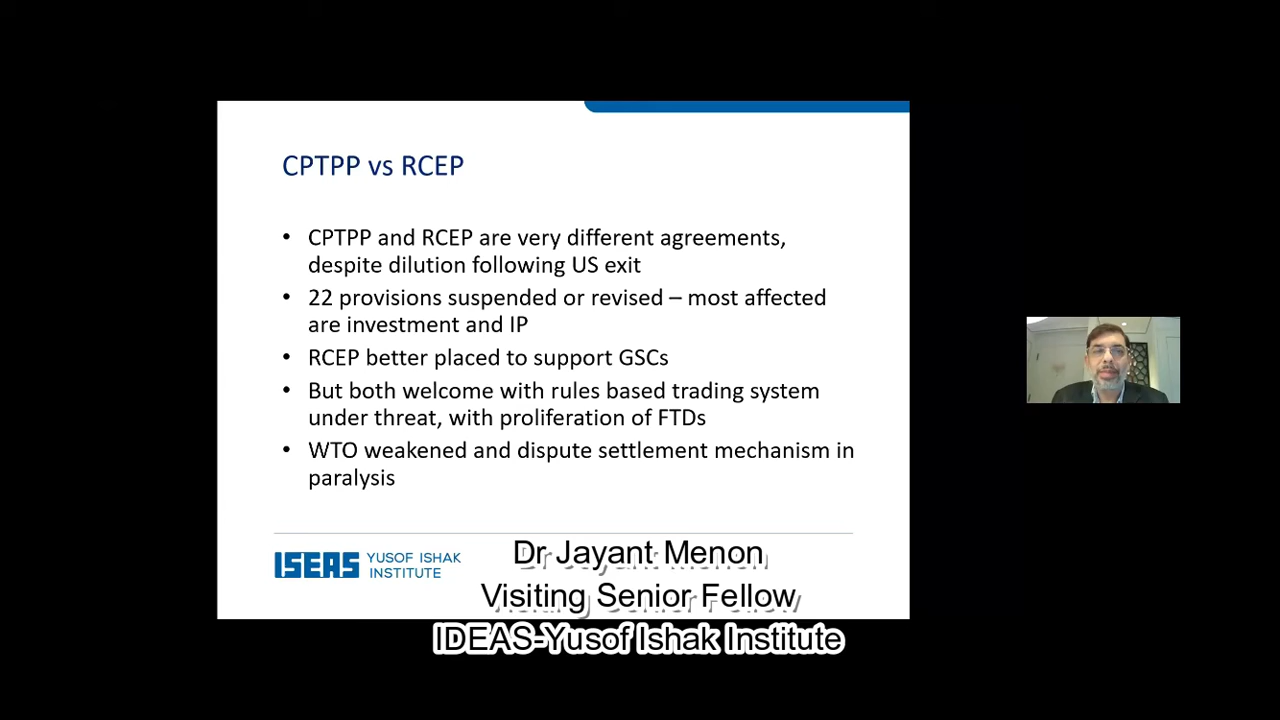 CPTPP vs RCEP
• CPTPP and RCEP are very different agreements,
despite dilution following US exit
• 22 provisions suspended or revised – most affected
are investment and IP
• RCEP better placed to support GSCs
• But both welcome with rules based trading system
under threat, with proliferation of FTDs
• WTO weakened and dispute settlement mechanism in
paralysis
ISEAS YUSOF ISHAK
INSTITUTE
Dr Jayant Menon
Visiting Senior Fellow
IDEAS-Yusof Ishak Institute